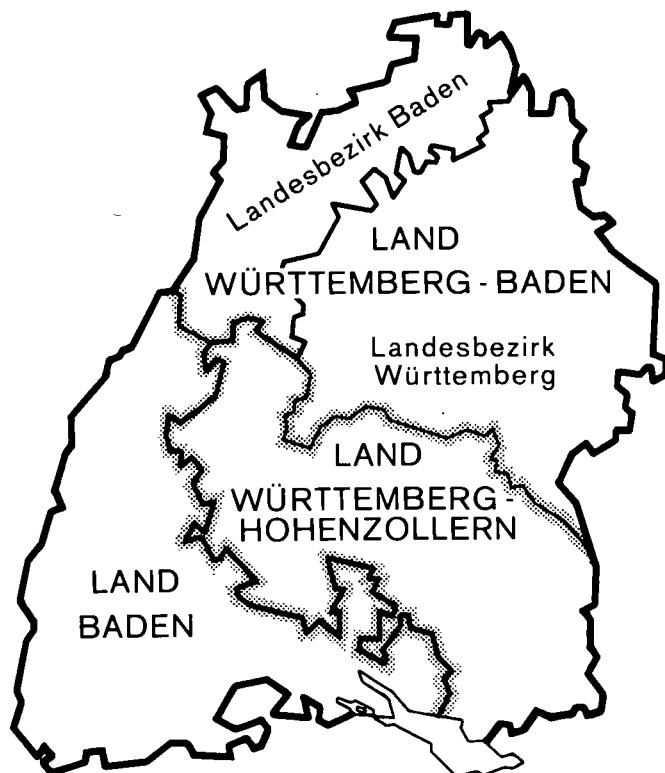 Landesbezirk Baden
LAND
WÜRTTEMBERG - BADEN
Landesbezirk
Württemberg
LAND
WÜRTTEMBERG -
HOHENZOLLERN
LAND
BADEN